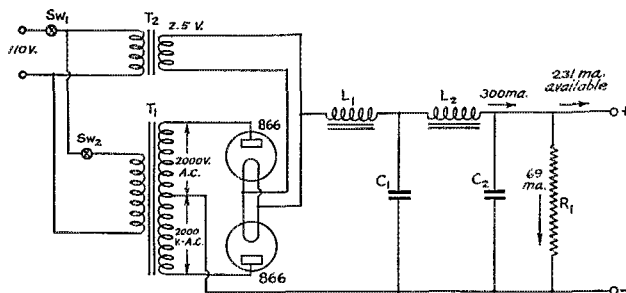 Sw₁
110V.
T₂
2.5 V.
Sw₂
T₁
2000V.
A.C.
2000
V-A.C.
866
866
L₁
L₂
300ma.
231 ma.
available
C₁
C₂
69
ma.
R₁
+
−